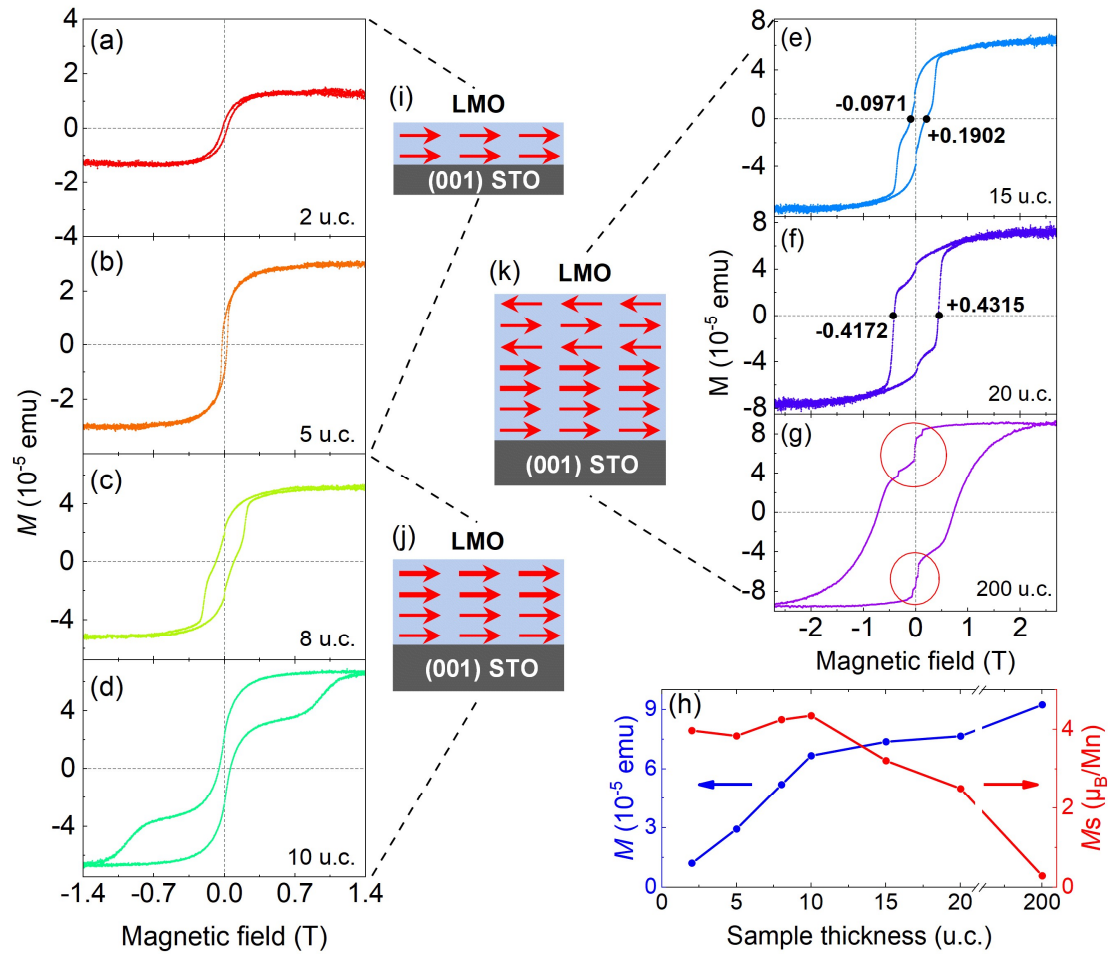 (a)
4
2
0
-2
-4
2 u.c.
(b)
2
0
-2
5 u.c.
(c)
4
0
-4
8 u.c.
(d)
4
0
-4
10 u.c.
-1.4 -0.7 0.0 0.7 1.4
Magnetic field (T)
M (10⁻⁵ emu)
(i)
LMO
(001) STO
(j)
LMO
(001) STO
(k)
LMO
(001) STO
(e)
8
4
0
-4
-0.0971
+0.1902
15 u.c.
(f)
8
4
0
-4
-8
-0.4172
+0.4315
20 u.c.
(g)
8
4
0
-4
-8
200 u.c.
-2 -1 0 1 2
Magnetic field (T)
M (10⁻⁵ emu)
(h)
9
6
3
0
M (10⁻⁵ emu)
4
2
0
Ms (μB/Mn)
0 5 10 15 20 200
Sample thickness (u.c.)